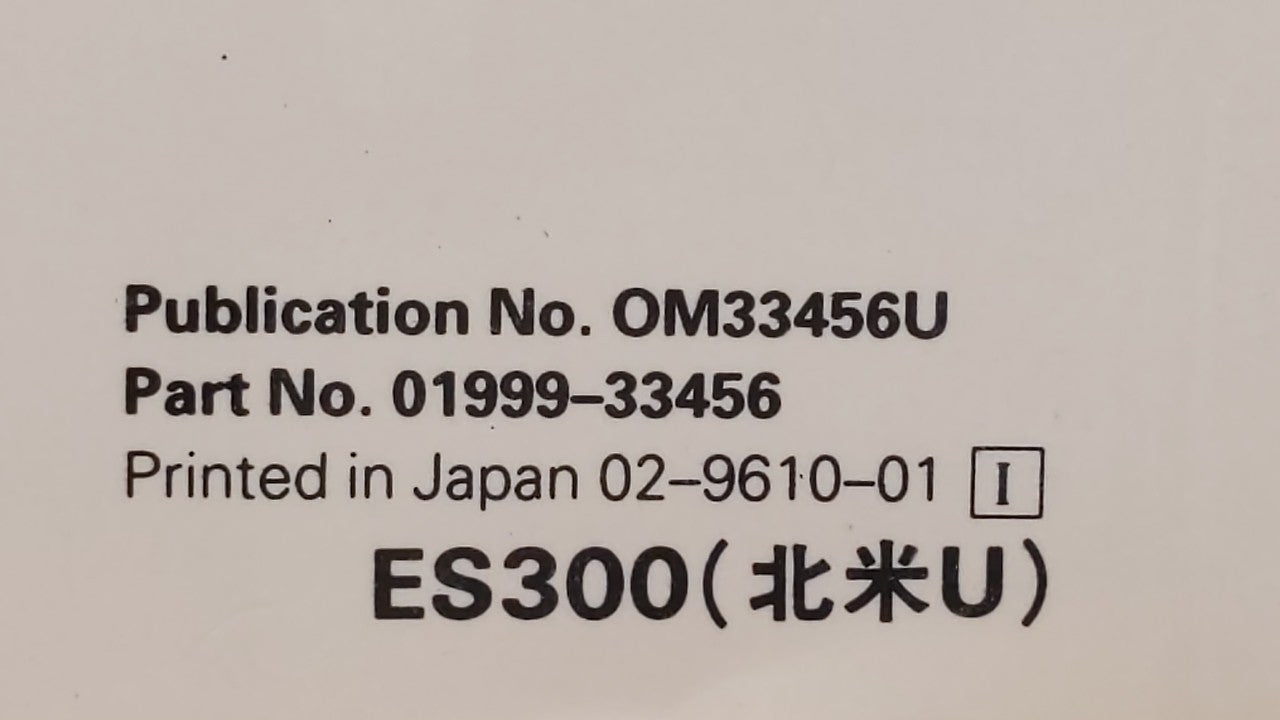 Publication No. OM33456U
Part No. 01999–33456
Printed in Japan 02–9610–01 I
ES300(北米U)